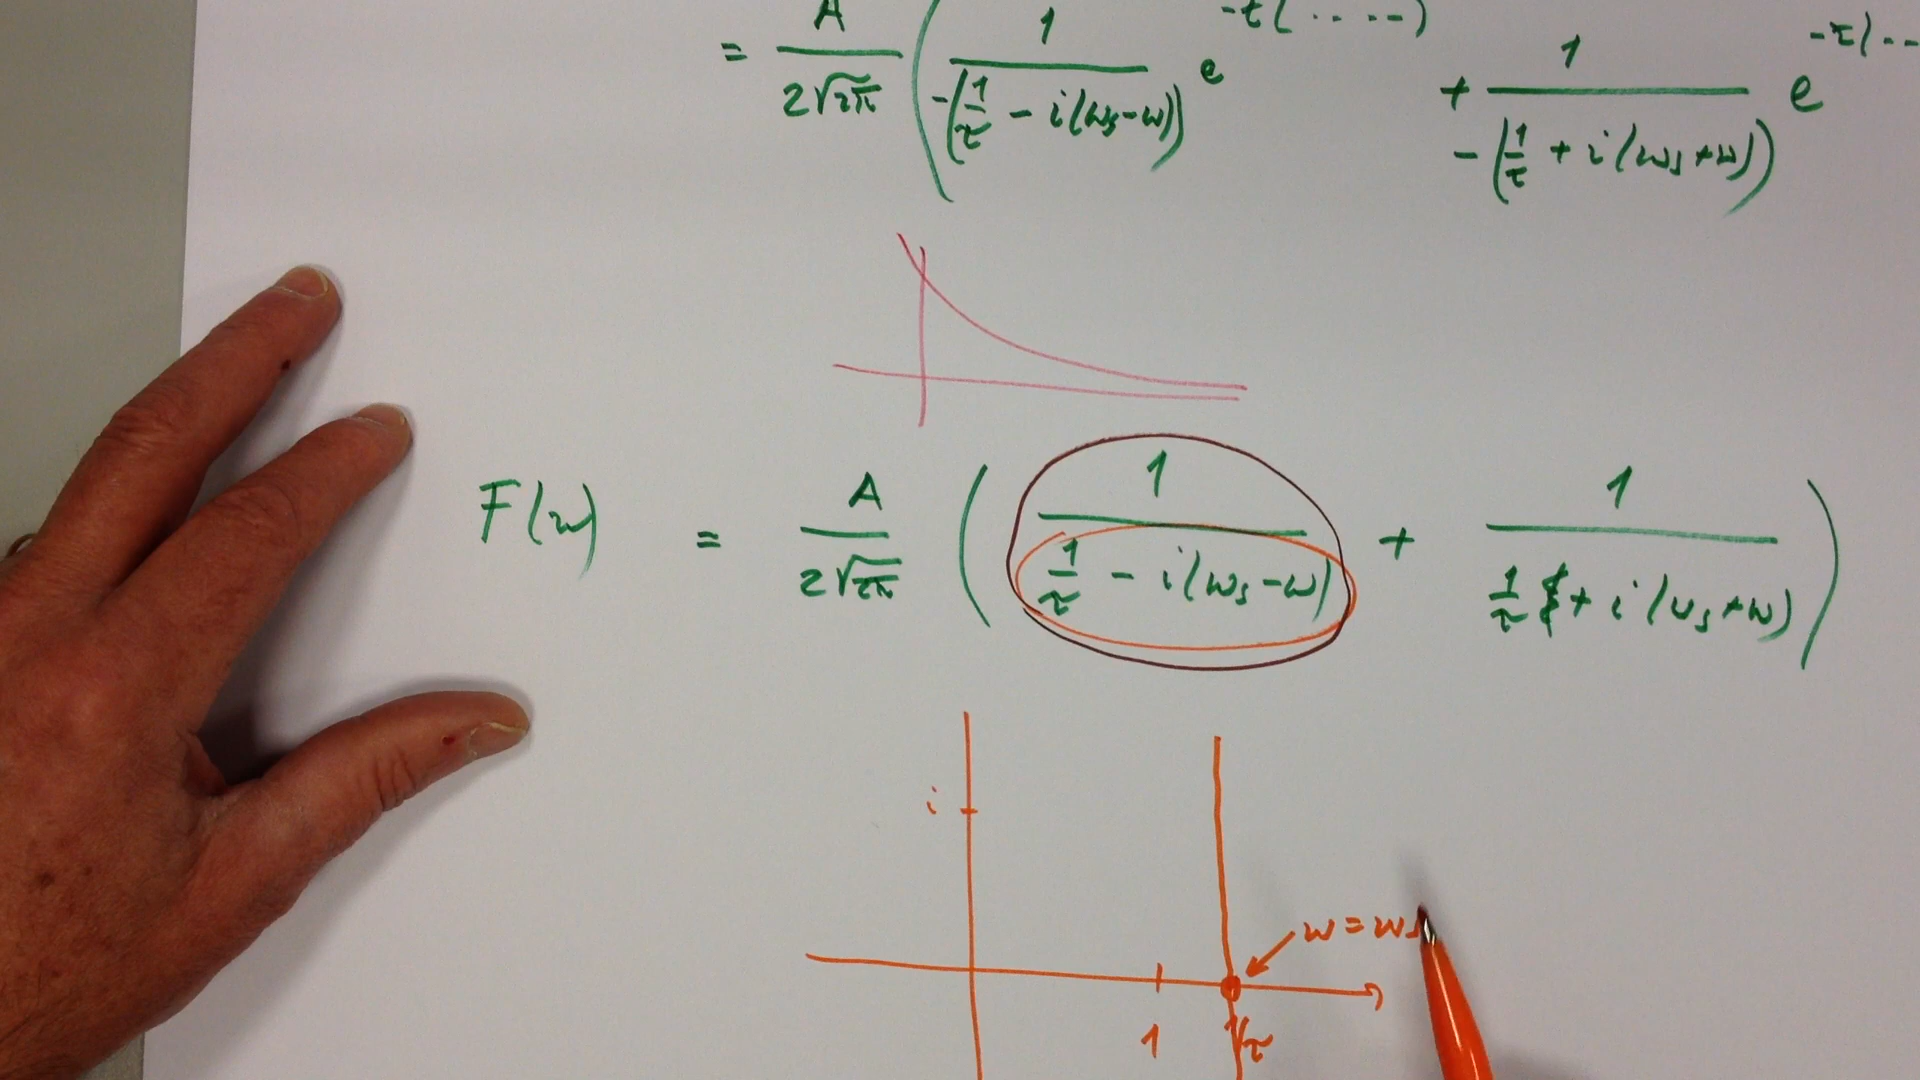 = A / 2√2π ( 1 / -(1/τ - i(ωs-ω)) e -t(.....) + 1 / -(1/τ + i(ωs+ω)) e -t(..
F(ω) = A / 2√2π ( 1 / 1/τ - i(ωs-ω) + 1 / 1/τ + i(ωs+ω) )
i
ω = ωs
1 1/τ